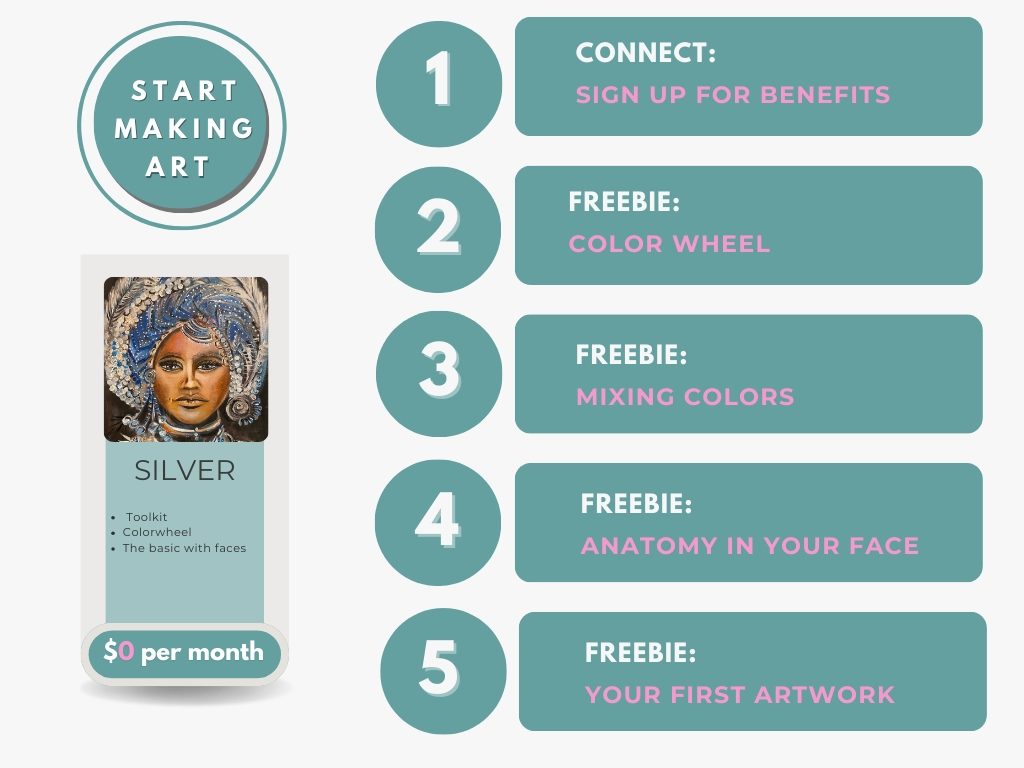 START
MAKING
ART
SILVER
• Toolkit
• Colorwheel
• The basic with faces
$0 per month
1
CONNECT:
SIGN UP FOR BENEFITS
2
FREEBIE:
COLOR WHEEL
3
FREEBIE:
MIXING COLORS
4
FREEBIE:
ANATOMY IN YOUR FACE
5
FREEBIE:
YOUR FIRST ARTWORK